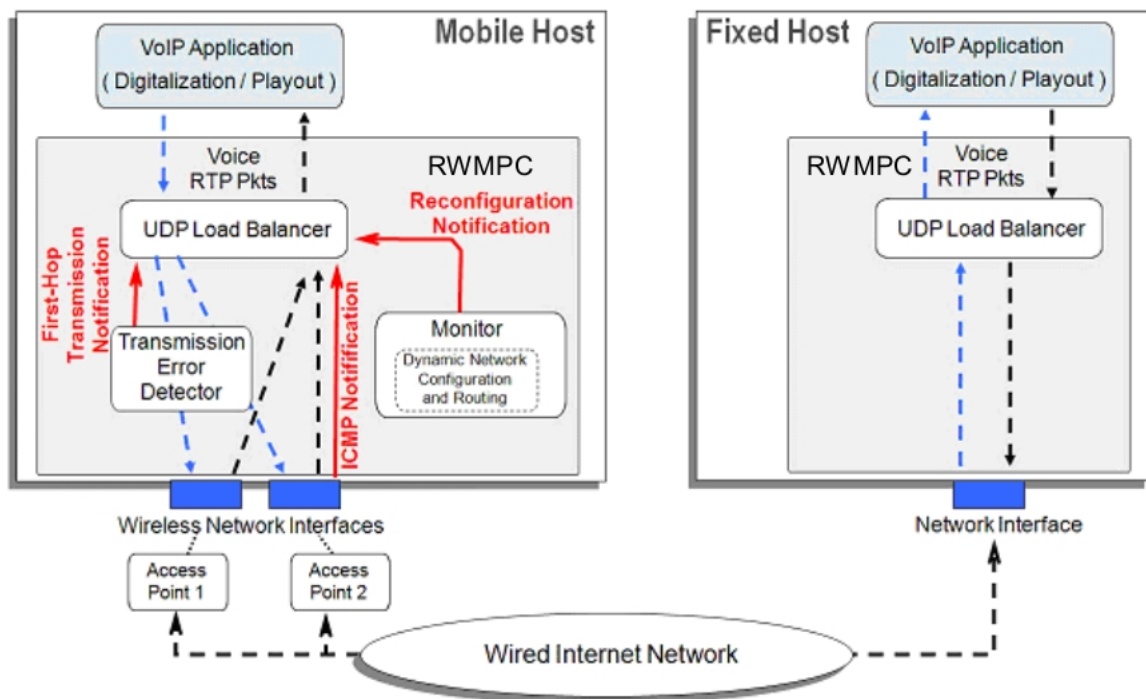 Mobile Host
VoIP Application
( Digitalization / Playout )
RWMPC
Voice
RTP Pkts
Reconfiguration
Notification
UDP Load Balancer
First-Hop
Transmission
Notification
Transmission
Error
Detector
ICMP Notitification
Monitor
Dynamic Network
Configuration
and Routing
Wireless Network Interfaces
Access
Point 1
Access
Point 2
Fixed Host
VoIP Application
( Digitalization / Playout )
RWMPC
Voice
RTP Pkts
UDP Load Balancer
Network Interface
Wired Internet Network